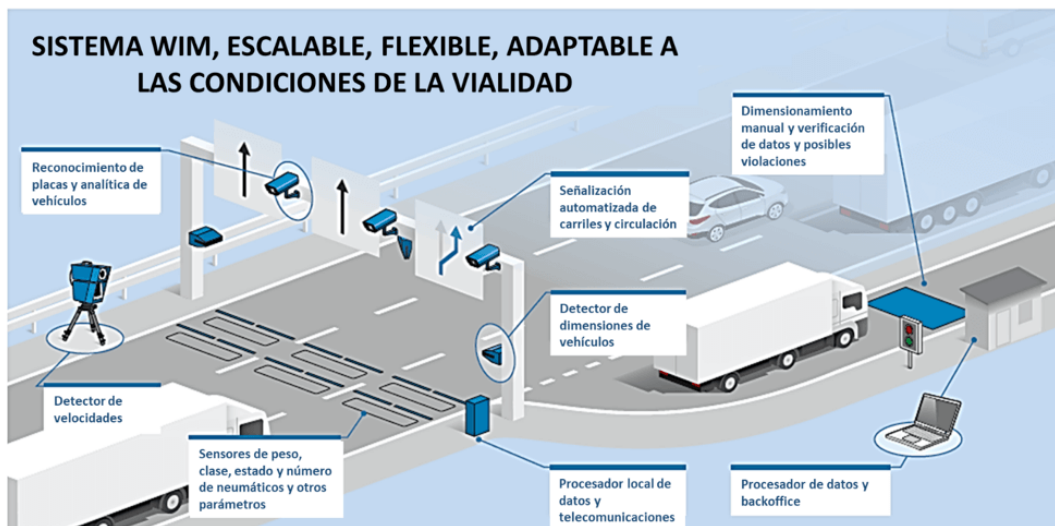 SISTEMA WIM, ESCALABLE, FLEXIBLE, ADAPTABLE A
LAS CONDICIONES DE LA VIALIDAD
Reconocimiento de
placas y analítica de
vehículos
Dimensionamiento
manual y verificación
de datos y posibles
violaciones
Señalización
automatizada de
carriles y circulación
Detector de
dimensiones de
vehículos
Detector de
velocidades
Sensores de peso,
clase, estado y número
de neumáticos y otros
parámetros
Procesador local de
datos y
telecomunicaciones
Procesador de datos y
backoffice